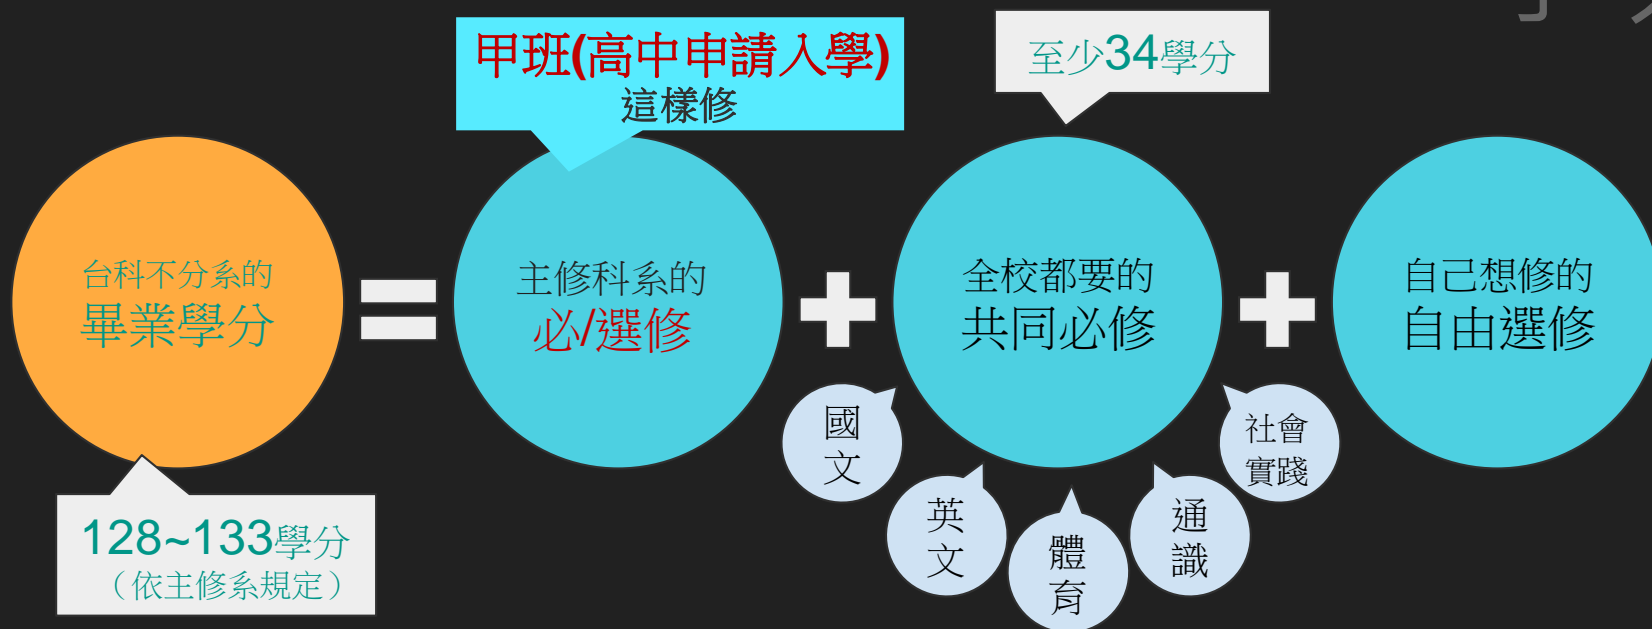 甲班(高中申請入學)
這樣修
至少34學分
台科不分系的
畢業學分
主修科系的
必/選修
全校都要的
共同必修
自己想修的
自由選修
128~133學分
（依主修系規定）
國
文
英
文
體
育
通
識
社會
實踐